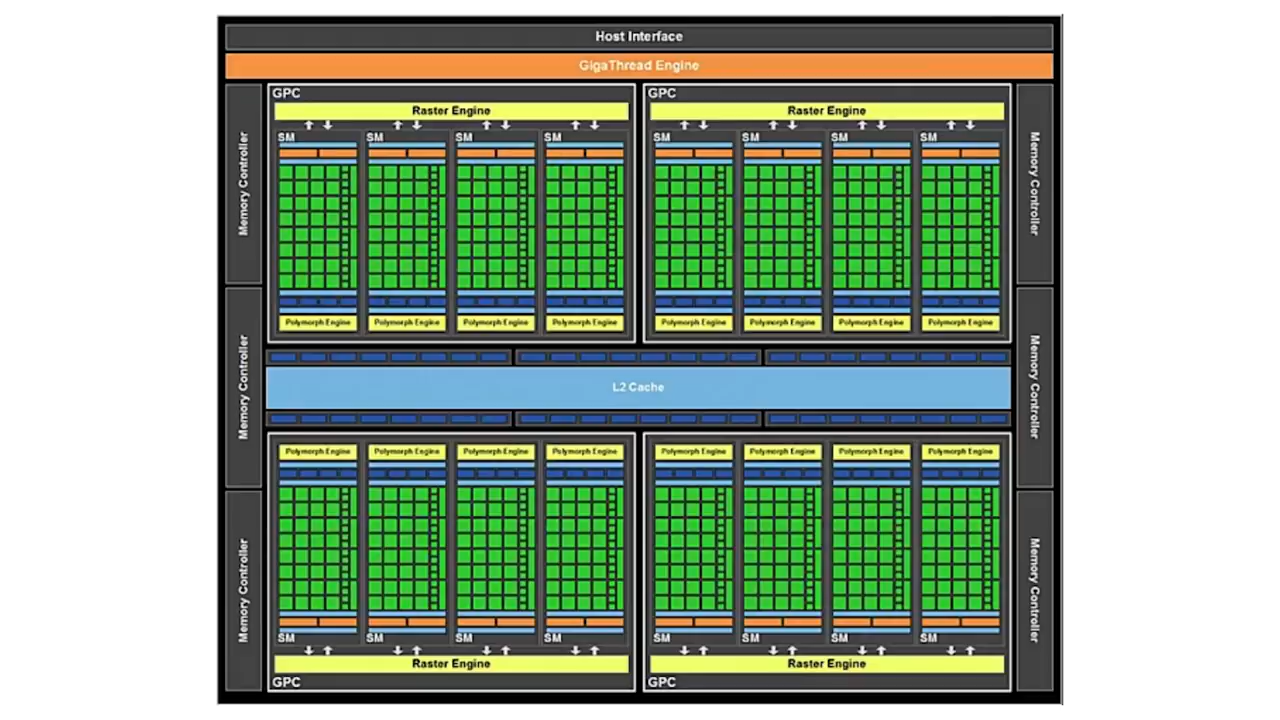 Host Interface
GigaThread Engine
GPC GPC
Raster Engine Raster Engine
SM SM SM SM SM SM SM SM
Memory Controller Memory Controller
Polymorph Engine Polymorph Engine Polymorph Engine Polymorph Engine Polymorph Engine Polymorph Engine Polymorph Engine Polymorph Engine
L2 Cache
Memory Controller Memory Controller
Polymorph Engine Polymorph Engine Polymorph Engine Polymorph Engine Polymorph Engine Polymorph Engine Polymorph Engine Polymorph Engine
Memory Controller Memory Controller
SM SM SM SM SM SM SM SM
Raster Engine Raster Engine
GPC GPC